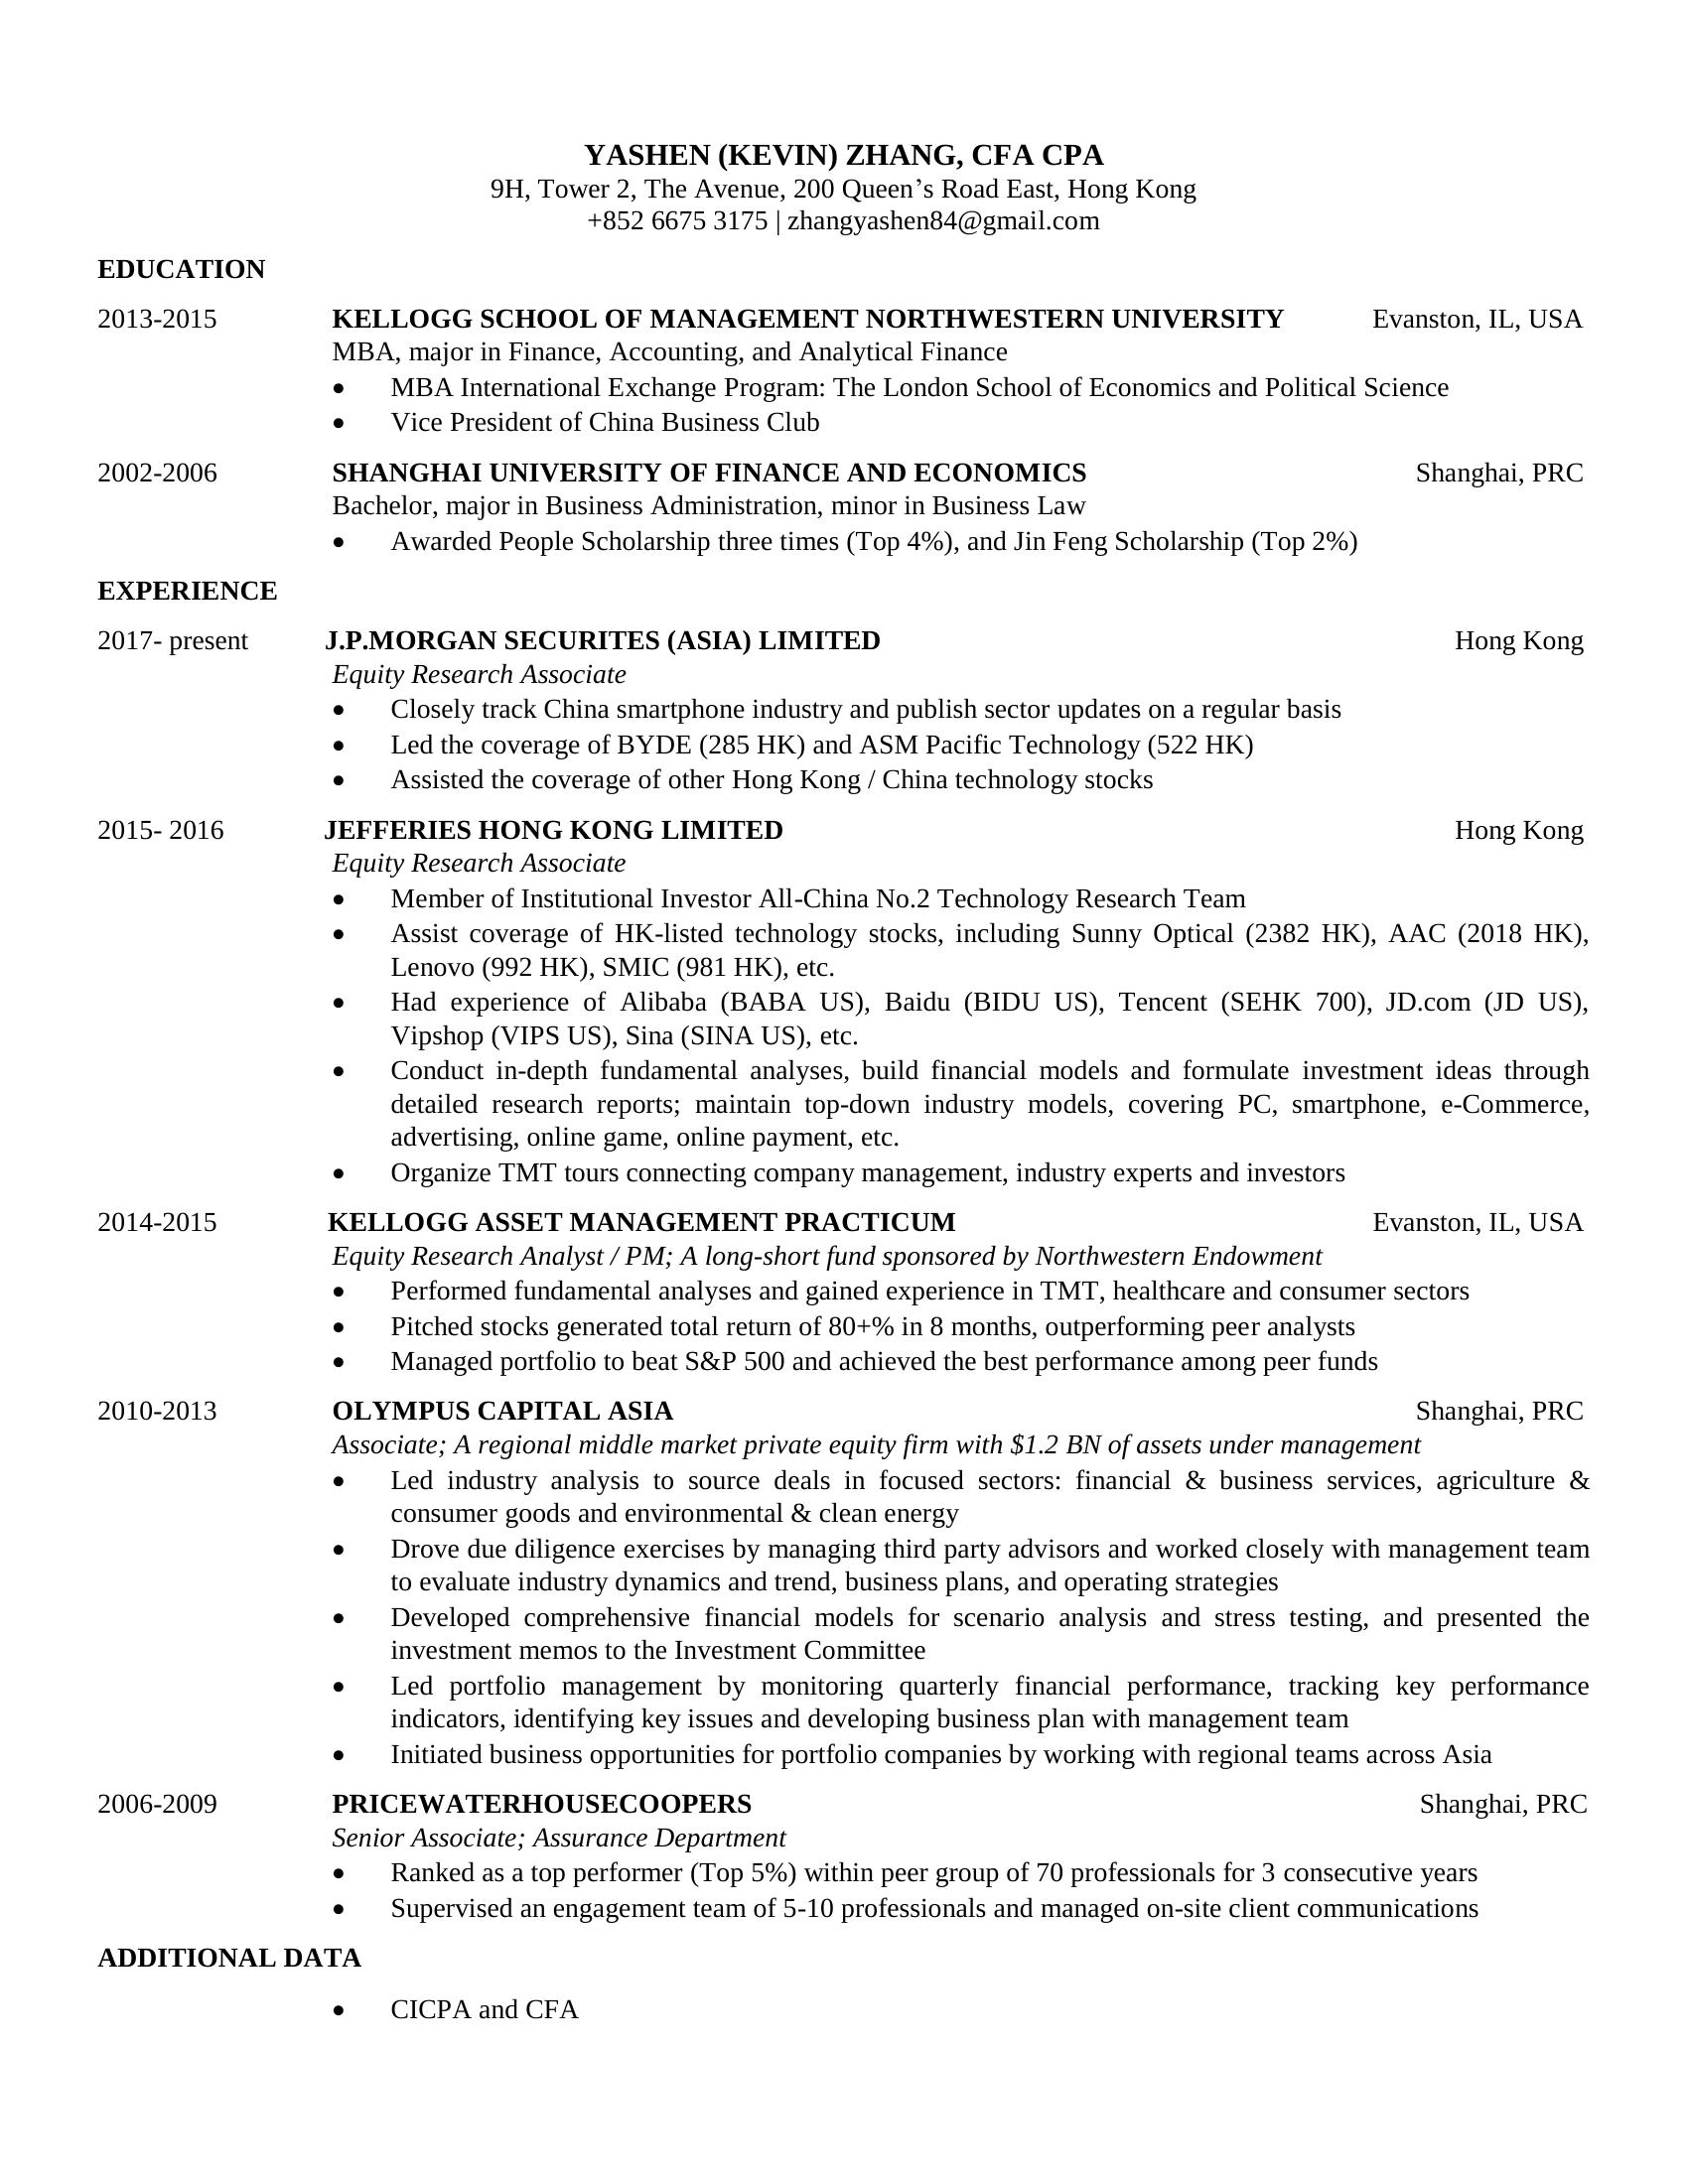 YASHEN (KEVIN) ZHANG, CFA CPA
9H, Tower 2, The Avenue, 200 Queen’s Road East, Hong Kong
+852 6675 3175 | zhangyashen84@gmail.com
EDUCATION
2013-2015 KELLOGG SCHOOL OF MANAGEMENT NORTHWESTERN UNIVERSITY Evanston, IL, USA
MBA, major in Finance, Accounting, and Analytical Finance
• MBA International Exchange Program: The London School of Economics and Political Science
• Vice President of China Business Club
2002-2006 SHANGHAI UNIVERSITY OF FINANCE AND ECONOMICS Shanghai, PRC
Bachelor, major in Business Administration, minor in Business Law
• Awarded People Scholarship three times (Top 4%), and Jin Feng Scholarship (Top 2%)
EXPERIENCE
2017- present J.P.MORGAN SECURITES (ASIA) LIMITED Hong Kong
Equity Research Associate
• Closely track China smartphone industry and publish sector updates on a regular basis
• Led the coverage of BYDE (285 HK) and ASM Pacific Technology (522 HK)
• Assisted the coverage of other Hong Kong / China technology stocks
2015- 2016 JEFFERIES HONG KONG LIMITED Hong Kong
Equity Research Associate
• Member of Institutional Investor All-China No.2 Technology Research Team
• Assist coverage of HK-listed technology stocks, including Sunny Optical (2382 HK), AAC (2018 HK),
Lenovo (992 HK), SMIC (981 HK), etc.
• Had experience of Alibaba (BABA US), Baidu (BIDU US), Tencent (SEHK 700), JD.com (JD US),
Vipshop (VIPS US), Sina (SINA US), etc.
• Conduct in-depth fundamental analyses, build financial models and formulate investment ideas through
detailed research reports; maintain top-down industry models, covering PC, smartphone, e-Commerce,
advertising, online game, online payment, etc.
• Organize TMT tours connecting company management, industry experts and investors
2014-2015 KELLOGG ASSET MANAGEMENT PRACTICUM Evanston, IL, USA
Equity Research Analyst / PM; A long-short fund sponsored by Northwestern Endowment
• Performed fundamental analyses and gained experience in TMT, healthcare and consumer sectors
• Pitched stocks generated total return of 80+% in 8 months, outperforming peer analysts
• Managed portfolio to beat S&P 500 and achieved the best performance among peer funds
2010-2013 OLYMPUS CAPITAL ASIA Shanghai, PRC
Associate; A regional middle market private equity firm with $1.2 BN of assets under management
• Led industry analysis to source deals in focused sectors: financial & business services, agriculture &
consumer goods and environmental & clean energy
• Drove due diligence exercises by managing third party advisors and worked closely with management team
to evaluate industry dynamics and trend, business plans, and operating strategies
• Developed comprehensive financial models for scenario analysis and stress testing, and presented the
investment memos to the Investment Committee
• Led portfolio management by monitoring quarterly financial performance, tracking key performance
indicators, identifying key issues and developing business plan with management team
• Initiated business opportunities for portfolio companies by working with regional teams across Asia
2006-2009 PRICEWATERHOUSECOOPERS Shanghai, PRC
Senior Associate; Assurance Department
• Ranked as a top performer (Top 5%) within peer group of 70 professionals for 3 consecutive years
• Supervised an engagement team of 5-10 professionals and managed on-site client communications
ADDITIONAL DATA
• CICPA and CFA